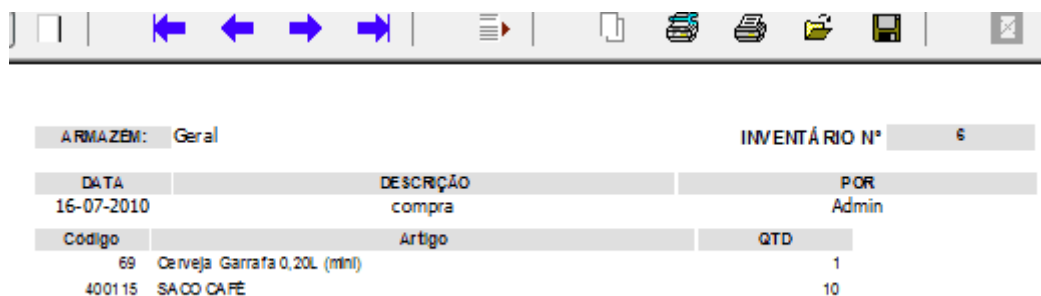 ARMAZÉM: Geral INVENTÁRIO Nº 6
DATA DESCRIÇÃO POR
16-07-2010 compra Admin
Código Artigo QTD
69 Cerveja Garrafa 0,20L (mini) 1
400115 SACO CAFÉ 10